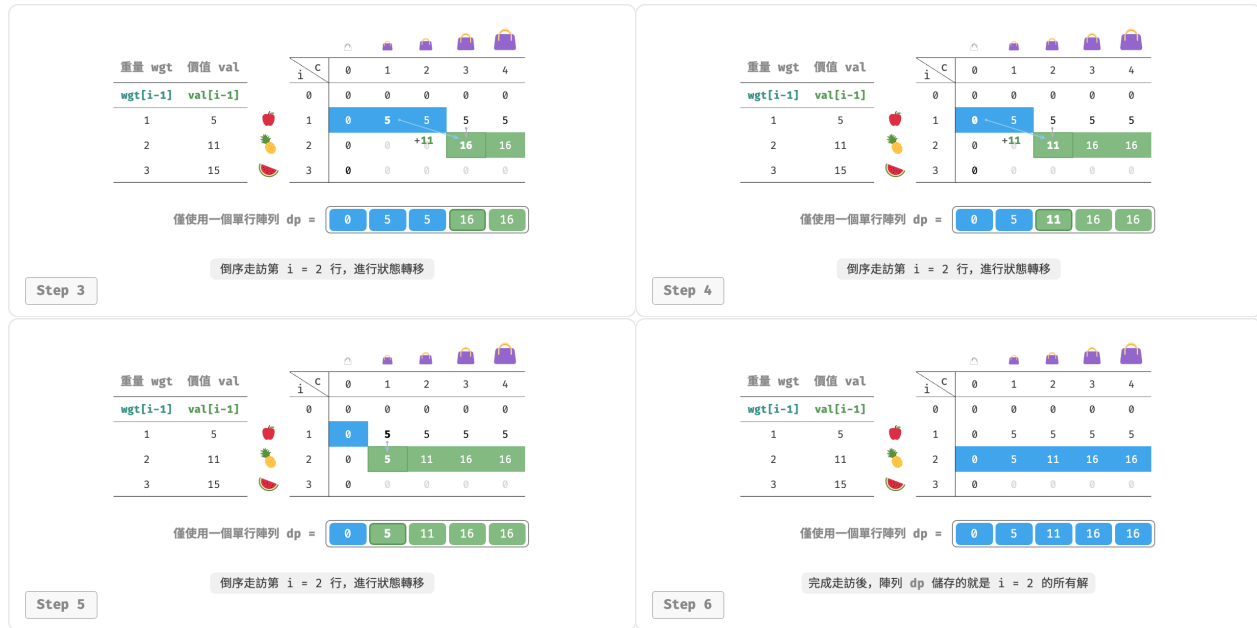 重量 wgt 價值 val
wgt[i-1] val[i-1]
1 5
2 11
3 15
i c 0 1 2 3 4
0 0 0 0 0 0
1 0 5 5 5 5
+11
2 0 0 0 16 16
3 0 0 0 0 0
僅使用一個單行陣列 dp = 0 5 5 16 16
倒序走訪第 i = 2 行，進行狀態轉移
Step 3
重量 wgt 價值 val
wgt[i-1] val[i-1]
1 5
2 11
3 15
i c 0 1 2 3 4
0 0 0 0 0 0
1 0 5 5 5 5
+11
2 0 0 11 16 16
3 0 0 0 0 0
僅使用一個單行陣列 dp = 0 5 11 16 16
倒序走訪第 i = 2 行，進行狀態轉移
Step 4
重量 wgt 價值 val
wgt[i-1] val[i-1]
1 5
2 11
3 15
i c 0 1 2 3 4
0 0 0 0 0 0
1 0 5 5 5 5
2 0 5 11 16 16
3 0 0 0 0 0
僅使用一個單行陣列 dp = 0 5 11 16 16
倒序走訪第 i = 2 行，進行狀態轉移
Step 5
重量 wgt 價值 val
wgt[i-1] val[i-1]
1 5
2 11
3 15
i c 0 1 2 3 4
0 0 0 0 0 0
1 0 5 5 5 5
2 0 5 11 16 16
3 0 0 0 0 0
僅使用一個單行陣列 dp = 0 5 11 16 16
完成走訪後，陣列 dp 儲存的就是 i = 2 的所有解
Step 6